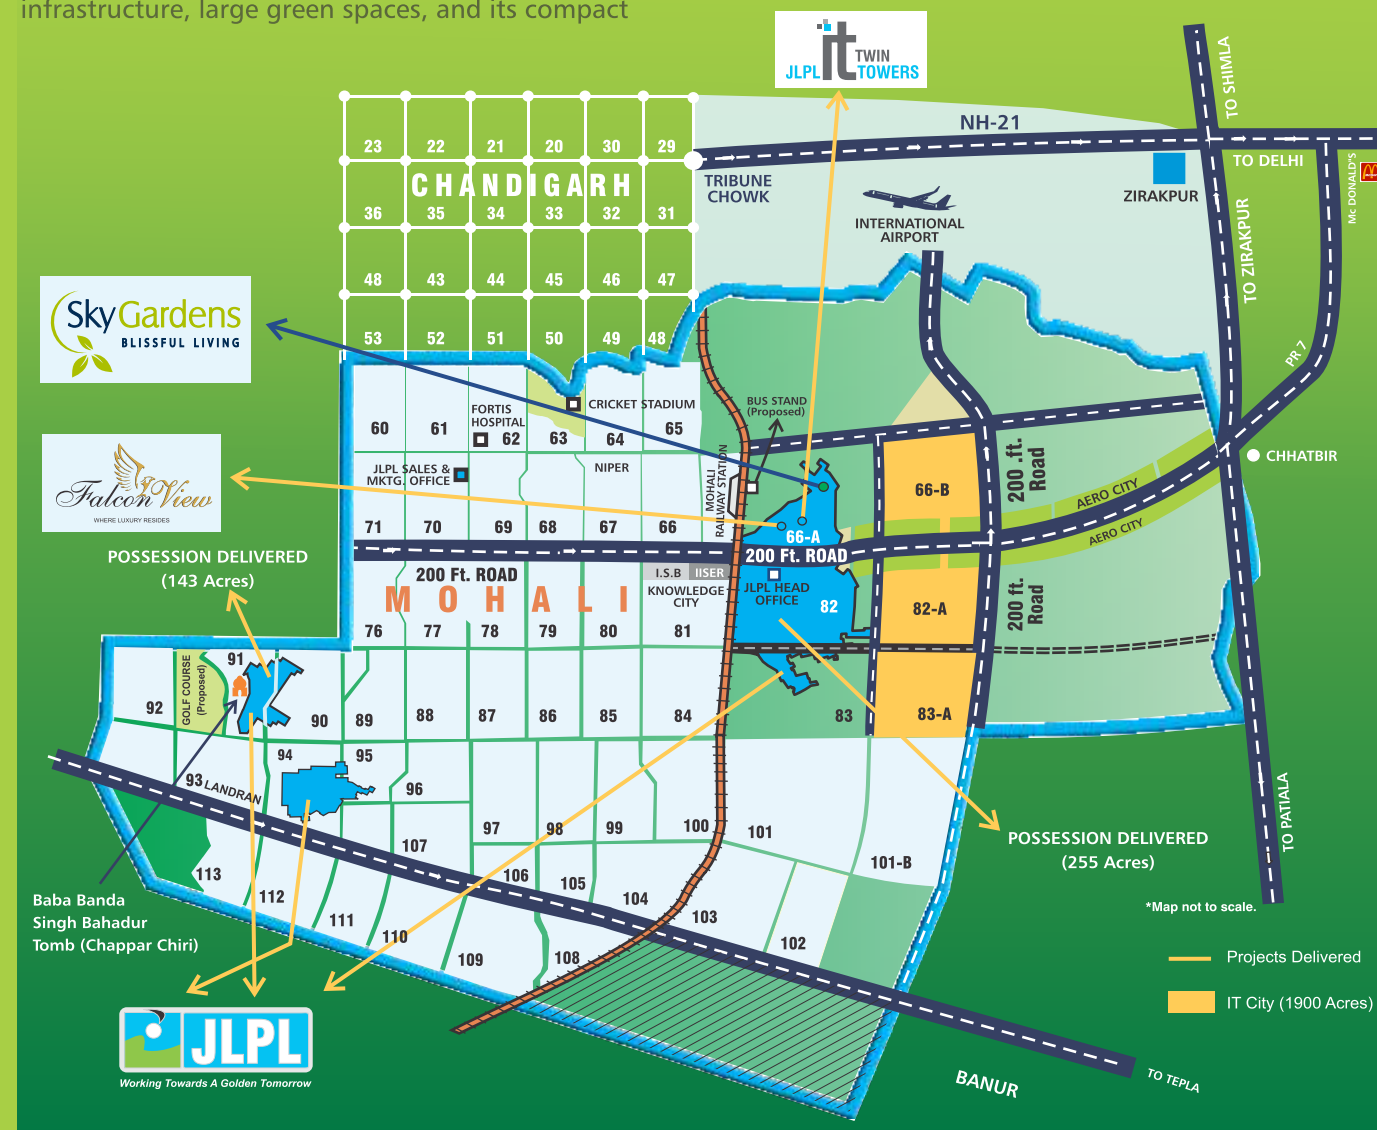 infrastructure, large green spaces, and its compact
JLPL it TWIN
TOWERS
TO SHIMLA
NH-21
TO DELHI
Mc DONALD'S
ZIRAKPUR
TO ZIRAKPUR
TRIBUNE
CHOWK
INTERNATIONAL
AIRPORT
23 22 21 20 30 29
CHANDIGARH
36 35 34 33 32 31
48 43 44 45 46 47
53 52 51 50 49 48
SkyGardens
BLISSFUL LIVING
PR 7
BUS STAND
(Proposed)
CRICKET STADIUM
FORTIS
HOSPITAL
60 61 62 63 64 65
JLPL SALES &
MKTG. OFFICE
NIPER
MOHALI
RAILWAY STATION
200 .ft.
Road
CHHATBIR
Falcon View
WHERE LUXURY RESIDES
66-B
AERO CITY
AERO CITY
71 70 69 68 67 66
66-A
200 Ft. ROAD
200 Ft. ROAD
POSSESSION DELIVERED
(143 Acres)
I.S.B IISER
KNOWLEDGE
CITY
JLPL HEAD
OFFICE
82
82-A
200 ft.
Road
MOHALI
76 77 78 79 80 81
GOLF COURSE
(Proposed)
91
92
90 89 88 87 86 85 84 83 83-A
94 95
93 LANDRAN
96
97 98 99 100 101
107
101-B
106 105 104 103 102
113 112 111 110 109 108
TO PATIALA
POSSESSION DELIVERED
(255 Acres)
Baba Banda
Singh Bahadur
Tomb (Chappar Chiri)
*Map not to scale.
Projects Delivered
IT City (1900 Acres)
JLPL
Working Towards A Golden Tomorrow
BANUR
TO TEPLA